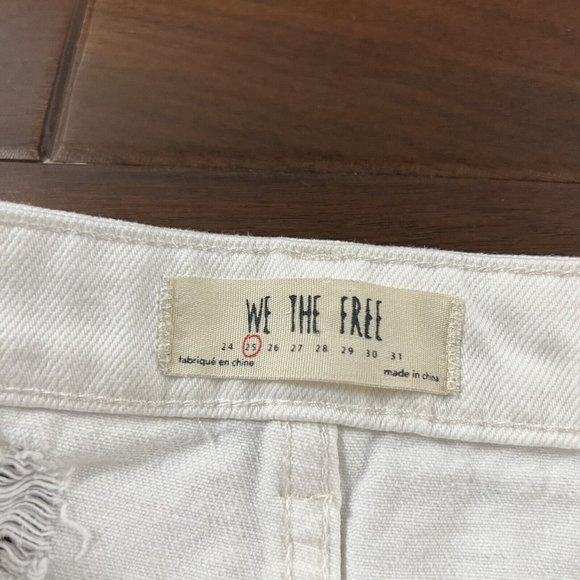 WE THE FREE
24 25 26 27 28 29 30 31
fabriqué en chine made in china